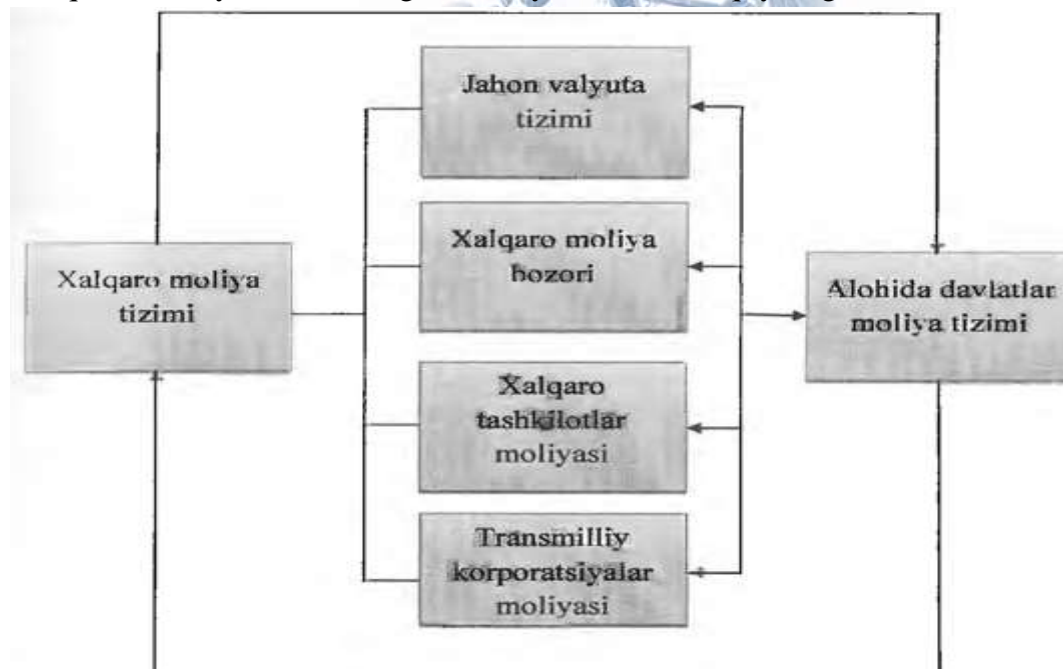 Jahon valyuta
tizimi
Xalqaro moliya
bozori
Xalqaro moliya
tizimi
Alohida davlatlar
moliya tizimi
Xalqaro
tashkilotlar
moliyasi
Transmilliy
korporatsiyalar
moliyasi